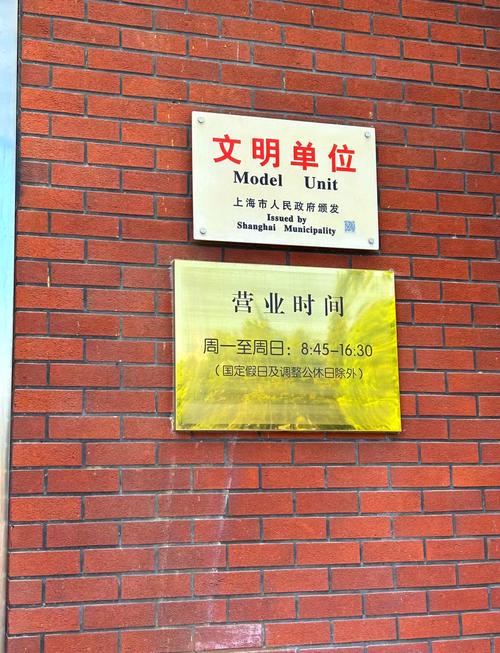 文明单位
Model Unit
上海市人民政府颁发
Issued by
Shanghai Municipality
营业时间
周一至周日：8:45-16:30
（国定假日及调整公休日除外）